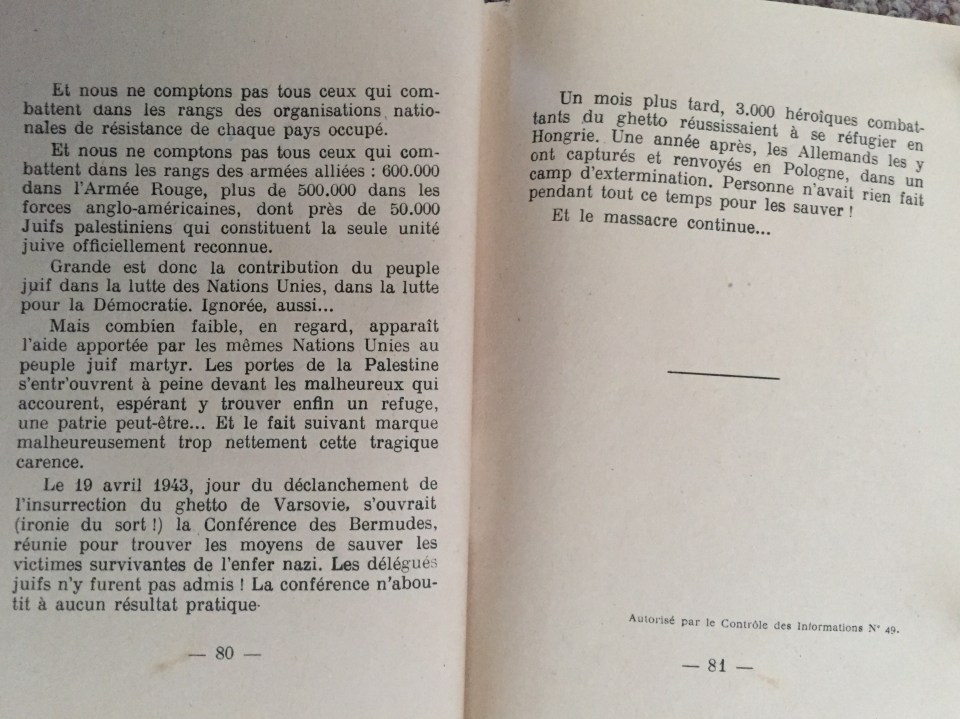 Et nous ne comptons pas tous ceux qui com-
battent dans les rangs des organisations natio-
nales de résistance de chaque pays occupé.
Et nous ne comptons pas tous ceux qui com-
battent dans les rangs des armées alliées : 600.000
dans l'Armée Rouge, plus de 500.000 dans les
forces anglo-américaines, dont près de 50.000
Juifs palestiniens qui constituent la seule unité
juive officiellement reconnue.
Grande est donc la contribution du peuple
juif dans la lutte des Nations Unies, dans la lutte
pour la Démocratie. Ignorée, aussi...
Mais combien faible, en regard, apparaît
l'aide apportée par les mêmes Nations Unies au
peuple juif martyr. Les portes de la Palestine
s'entr'ouvrent à peine devant les malheureux qui
accourent, espérant y trouver enfin un refuge,
une patrie peut-être... Et le fait suivant marque
malheureusement trop nettement cette tragique
carence.
Le 19 avril 1943, jour du déclanchement de
l'insurrection du ghetto de Varsovie, s'ouvrait
(ironie du sort !) la Conférence des Bermudes,
réunie pour trouver les moyens de sauver les
victimes survivantes de l'enfer nazi. Les délégués
juifs n'y furent pas admis ! La conférence n'abou-
tit à aucun résultat pratique.
— 80 —
Un mois plus tard, 3.000 héroïques combat-
tants du ghetto réussissaient à se réfugier en
Hongrie. Une année après, les Allemands les y
ont capturés et renvoyés en Pologne, dans un
camp d'extermination. Personne n'avait rien fait
pendant tout ce temps pour les sauver !
Et le massacre continue...
Autorisé par le Contrôle des Informations N° 49.
— 81 —